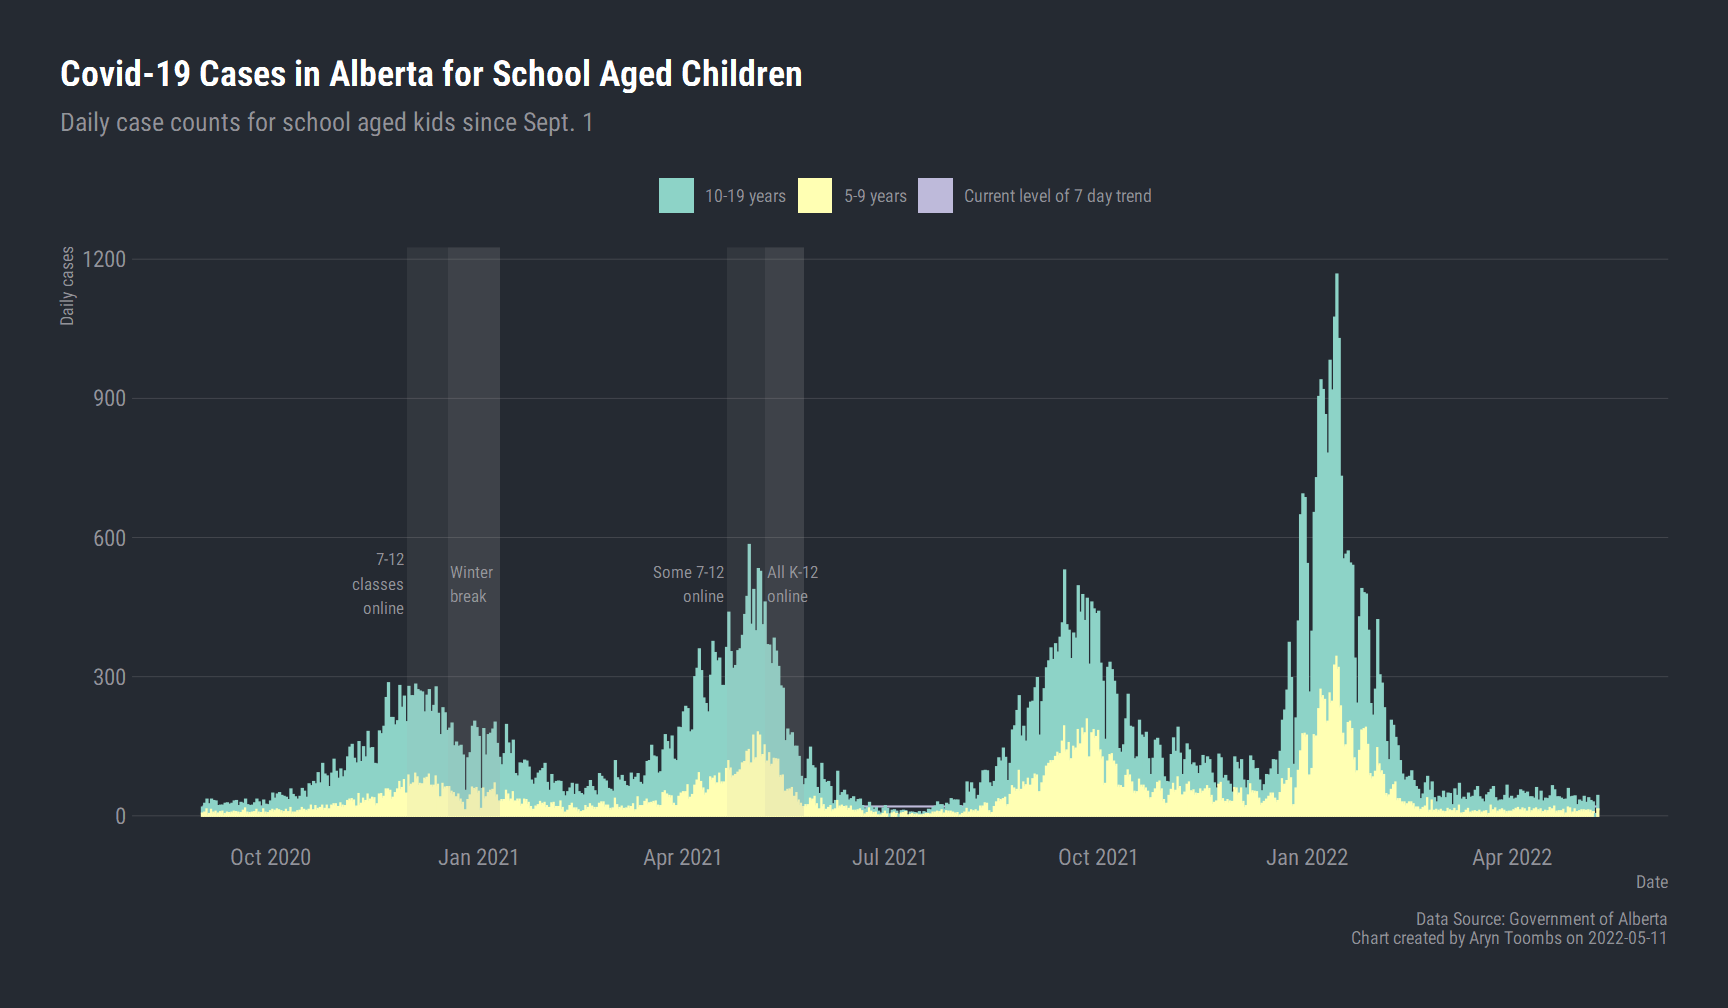 Covid-19 Cases in Alberta for School Aged Children
Daily case counts for school aged kids since Sept. 1
10-19 years
5-9 years
Current level of 7 day trend
Daily cases
1200
900
600
300
0
7-12
classes
online
Winter
break
Some 7-12
online
All K-12
online
Oct 2020
Jan 2021
Apr 2021
Jul 2021
Oct 2021
Jan 2022
Apr 2022
Date
Data Source: Government of Alberta
Chart created by Aryn Toombs on 2022-05-11